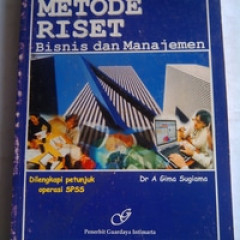 METODE
RISET
Bisnis dan Manajemen
Dilengkapi petunjuk
operasi SPSS
Dr A Gima Sugiama
Penerbit Guardaya Intimarta